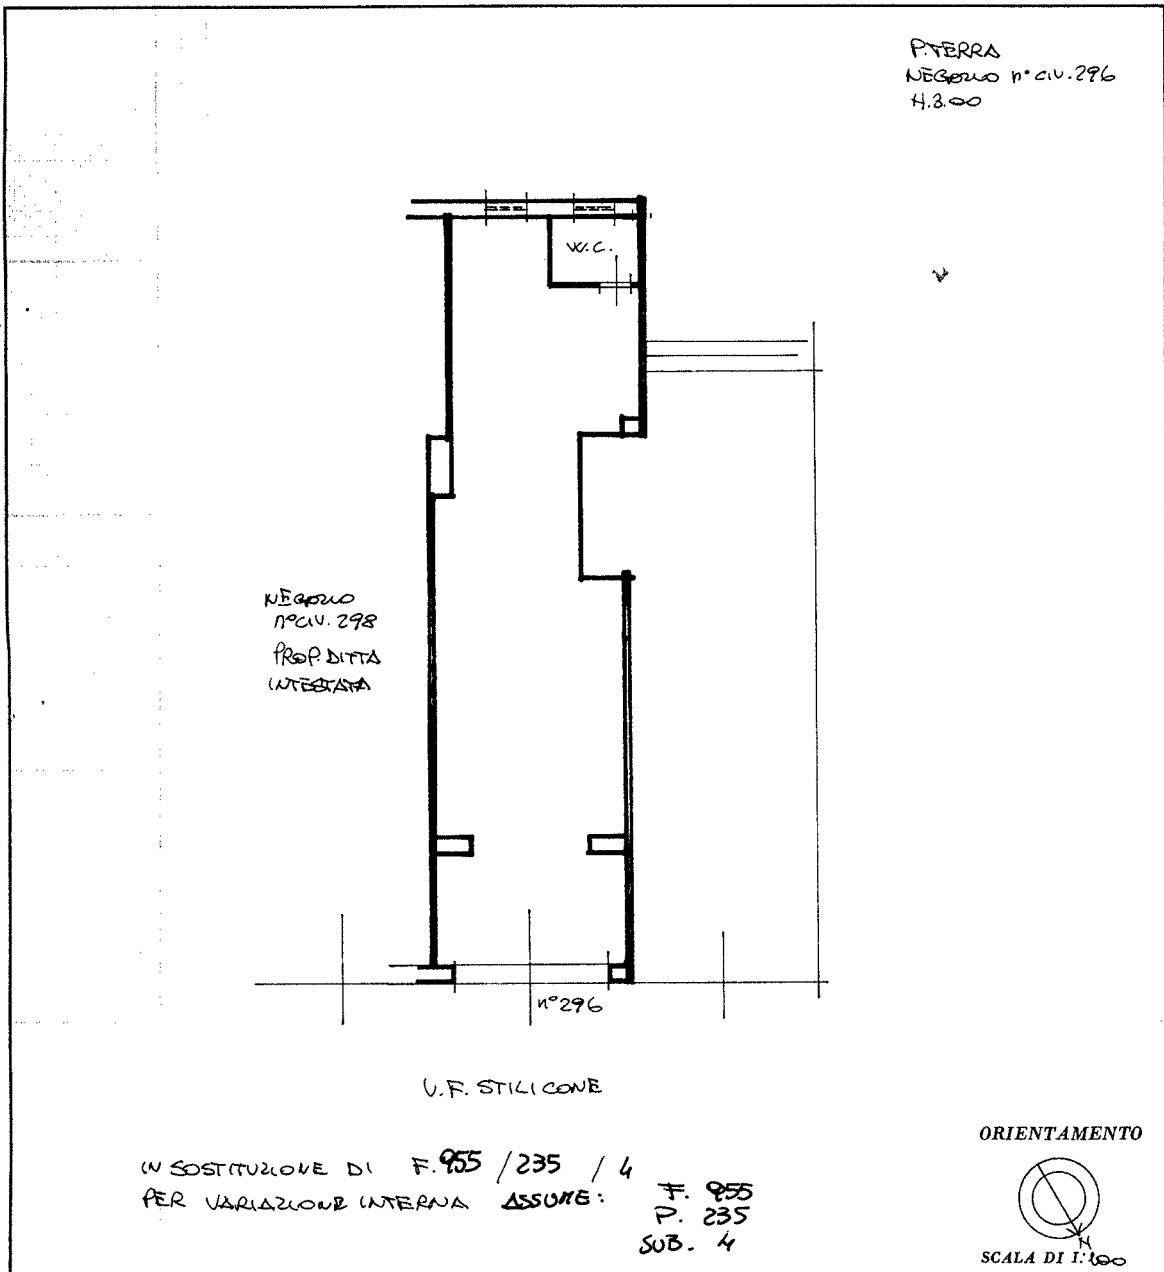 P.TERRA
NEGOZIO n° CIV. 296
H.3.00
W.C.
NEGOZIO
n° CIV. 298
PROP. DITTA
INTESTATA
n° 296
V.F. STILICONE
IN SOSTITUZIONE DI F. 955 / 235 / 4
PER VARIAZIONE INTERNA ASSUME: F. 955
P. 235
SUB. 4
ORIENTAMENTO
N
SCALA DI 1:100